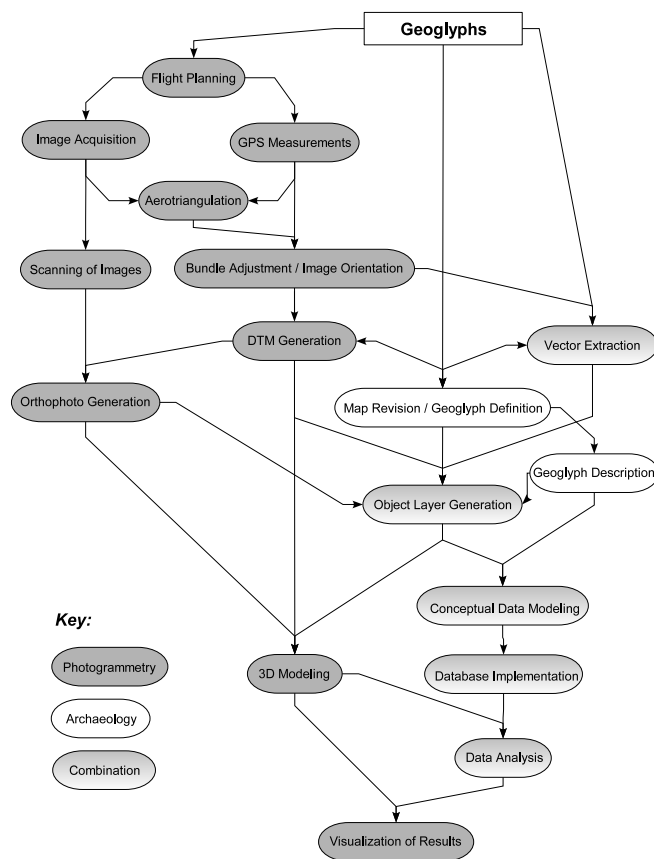 Geoglyphs
Flight Planning
Image Acquisition
GPS Measurements
Aerotriangulation
Scanning of Images
Bundle Adjustment / Image Orientation
DTM Generation
Vector Extraction
Orthophoto Generation
Map Revision / Geoglyph Definition
Geoglyph Description
Object Layer Generation
Conceptual Data Modeling
Key:
Photogrammetry
3D Modeling
Database Implementation
Archaeology
Combination
Data Analysis
Visualization of Results